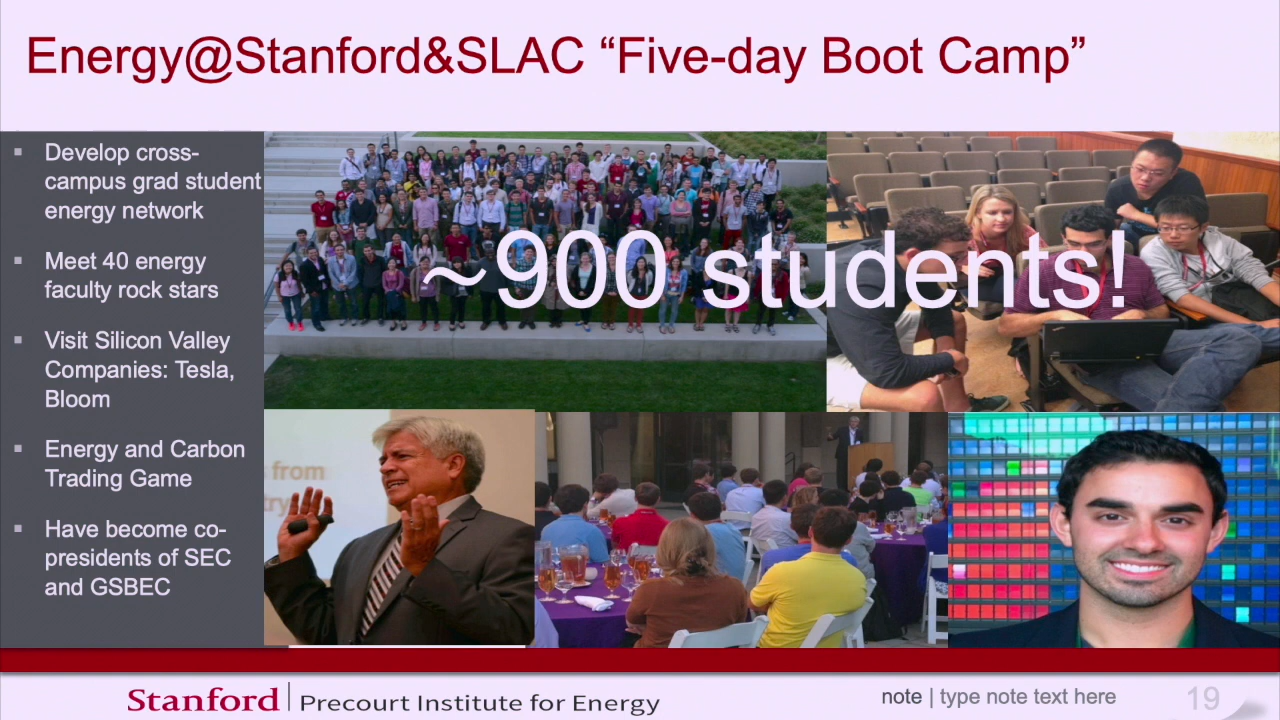 Energy@Stanford&SLAC “Five-day Boot Camp”
Develop cross-
campus grad student
energy network
Meet 40 energy
faculty rock stars
Visit Silicon Valley
Companies: Tesla,
Bloom
Energy and Carbon
Trading Game
Have become co-
presidents of SEC
and GSBEC
~900 students!
from
Stanford | Precourt Institute for Energy
note | type note text here
19